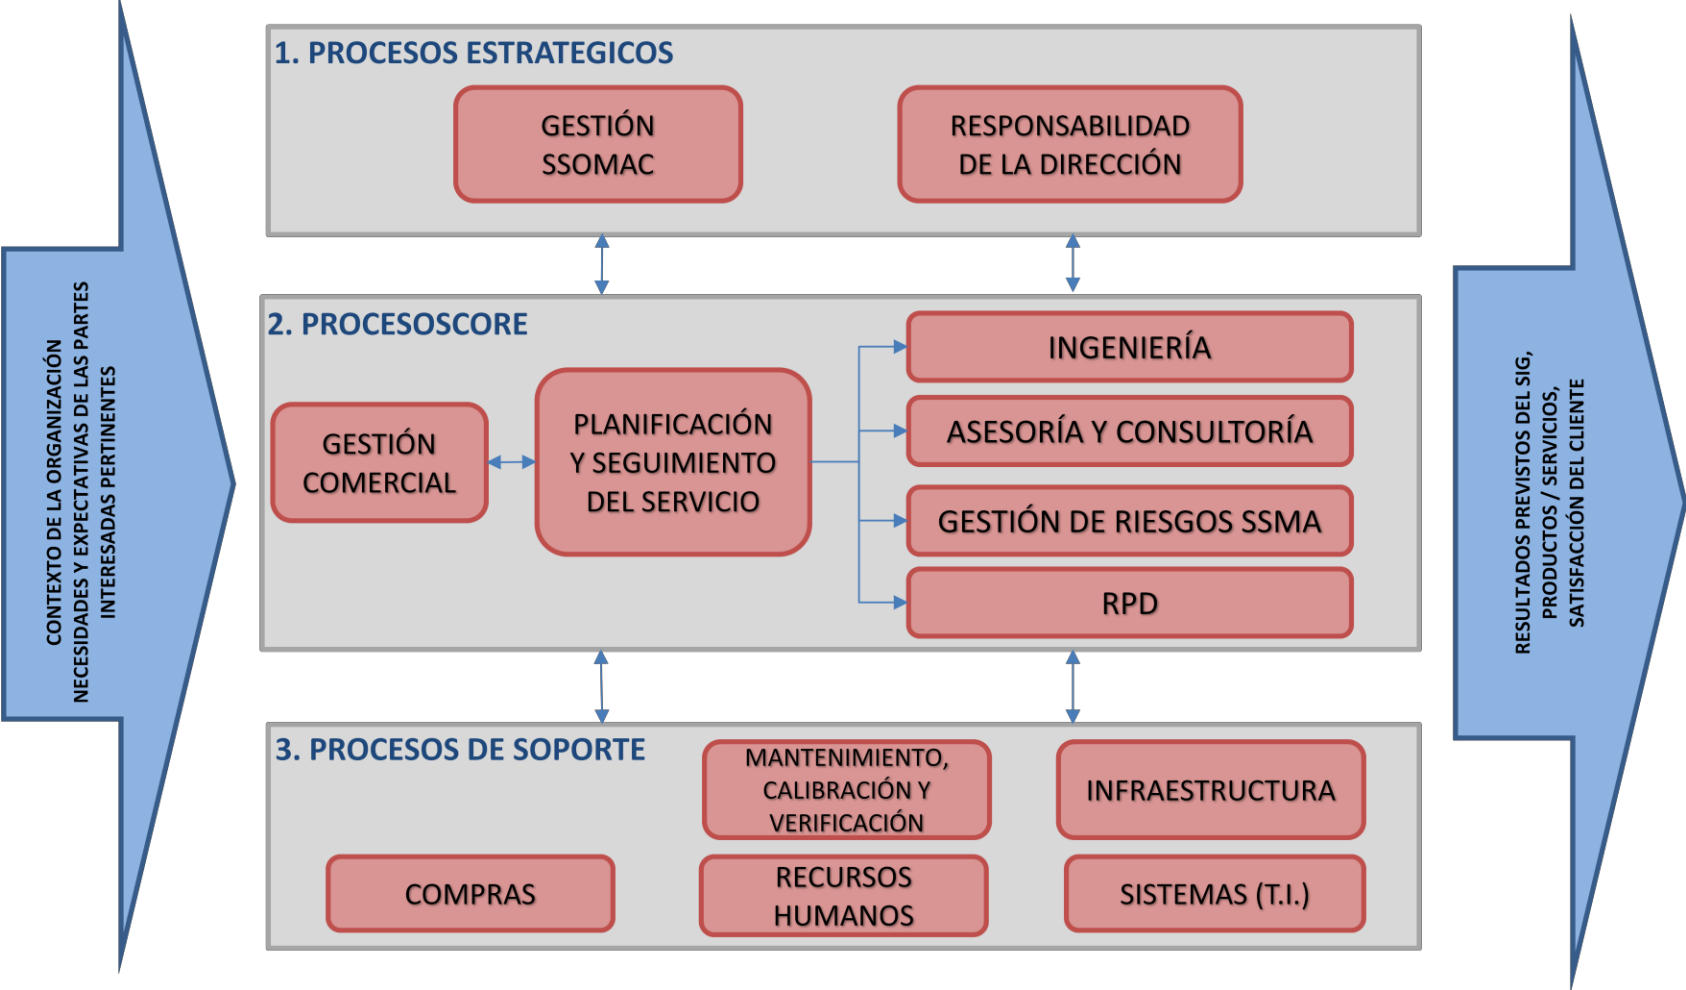 CONTEXTO DE LA ORGANIZACIÓN
NECESIDADES Y EXPECTATIVAS DE LAS PARTES
INTERESADAS PERTINENTES
1. PROCESOS ESTRATEGICOS
GESTIÓN
SSOMAC
RESPONSABILIDAD
DE LA DIRECCIÓN
2. PROCESOSCORE
GESTIÓN
COMERCIAL
PLANIFICACIÓN
Y SEGUIMIENTO
DEL SERVICIO
INGENIERÍA
ASESORÍA Y CONSULTORÍA
GESTIÓN DE RIESGOS SSMA
RPD
3. PROCESOS DE SOPORTE
MANTENIMIENTO,
CALIBRACIÓN Y
VERIFICACIÓN
INFRAESTRUCTURA
COMPRAS
RECURSOS
HUMANOS
SISTEMAS (T.I.)
RESULTADOS PREVISTOS DEL SIG,
PRODUCTOS / SERVICIOS,
SATISFACCIÓN DEL CLIENTE